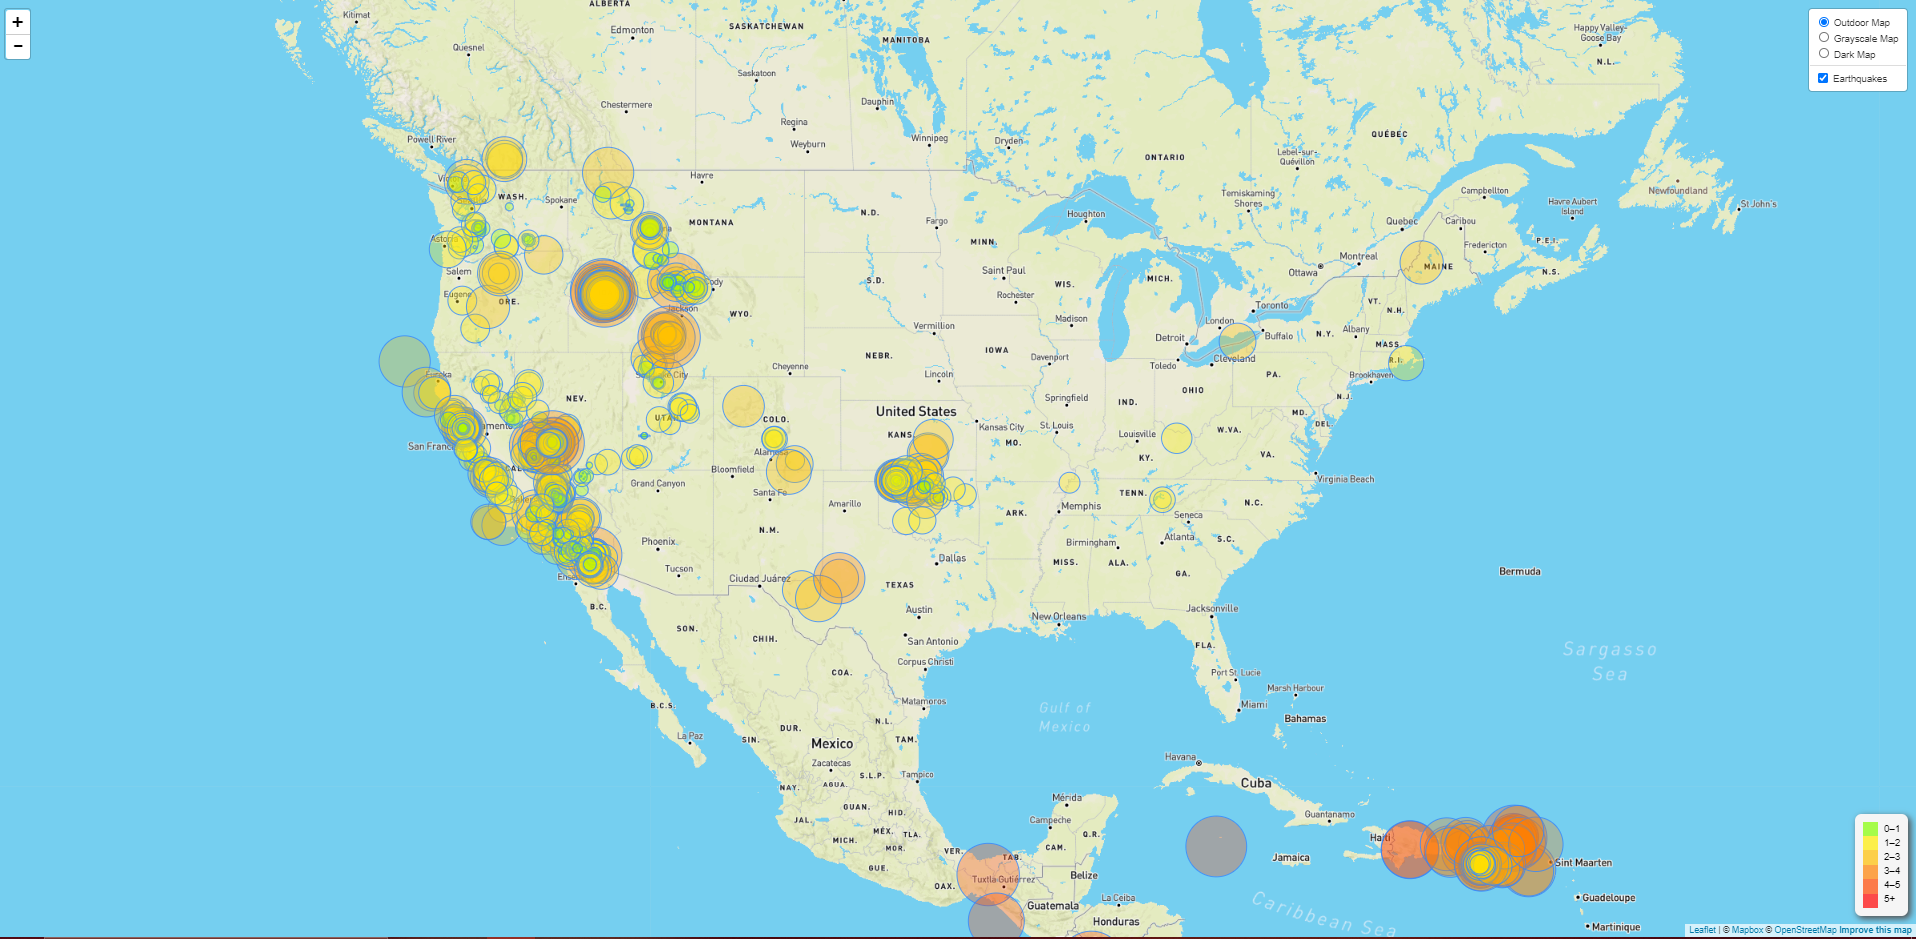 +
−
Outdoor Map
Grayscale Map
Dark Map
Earthquakes
ALBERTA
Kitimat
SASKATCHEWAN
Edmonton
MANITOBA
Quesnel
Happy Valley-
Goose Bay
N.L.
Saskatoon
Chestermere
Dauphin
Regina
Powell River
Weyburn
Winnipeg
Dryden
QUÉBEC
ONTARIO
Lebel-sur-
Quévillon
Havre
WASH.
Spokane
Temiskaming
Shores
Campbellton
Newfoundland
St John's
Havre Aubert
Island
MONTANA
N.D.
Fargo
Houghton
Quebec
Caribou
Fredericton
P.E.I.
MINN.
Montreal
Ottawa
MAINE
N.S.
Salem
Saint Paul
MICH.
S.D.
WIS.
Rochester
Eugene
ORE.
Jackson
WYO.
VT.
N.H.
Toronto
London
Buffalo
N.Y.
Albany
Madison
Vermillion
Detroit
MASS.
R.I.
IOWA
NEBR.
Davenport
Toledo
Cleveland
Eureka
Cheyenne
Lincoln
PA.
Brookhaven
OHIO
NEV.
Springfield
IND.
N.J.
United States
MD.
COLO.
UTAH
DEL.
KANS.
Kansas City
St. Louis
MO.
Louisville
W.VA.
San Franc
KY.
VA.
Bloomfield
Grand Canyon
Virginia Beach
Santa Fe
TENN.
Amarillo
ARK.
Memphis
N.C.
Seneca
N.M.
Phoenix
Birmingham
Atlanta
S.C.
Dallas
MISS.
ALA.
GA.
Tucson
Ciudad Juárez
TEXAS
Bermuda
B.C.
Austin
New Orleans
Jacksonville
SON.
CHIH.
San Antonio
FLA.
Sargasso
Sea
Corpus Christi
COA.
Port St. Lucie
Marsh Harbour
B.C.S.
Matamoros
Miami
Gulf of
Mexico
N.L.
Bahamas
DUR.
La Paz
SIN.
Mexico
TAM.
Zacatecas
Havana
S.L.P.
Tampico
Cuba
NAY.
AGUA.
Mérida
GUAN.
HID.
Campeche
Guantanamo
JAL.
MÉX.
TLA.
Q.R.
MICH.
MOR.
VER.
CAM.
Haiti
TAB.
Jamaica
GUE.
Tuxtla Gutiérrez
Belize
Sint Maarten
OAX.
La Ceiba
Guatemala
Guadeloupe
Honduras
Caribbean Sea
Martinique
0–1
1–2
2–3
3–4
4–5
5+
Leaflet | © Mapbox © OpenStreetMap Improve this map